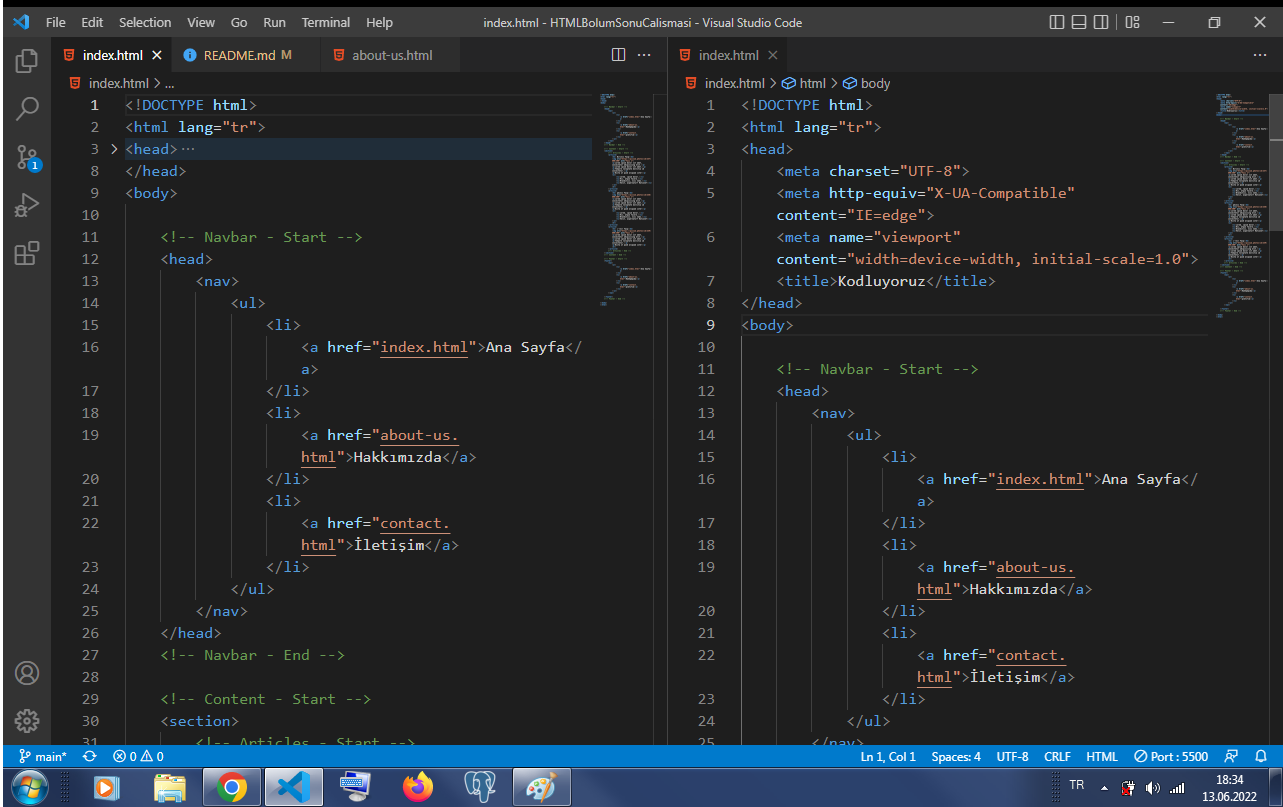 File Edit Selection View Go Run Terminal Help index.html - HTMLBolumSonuCalismasi - Visual Studio Code
index.html README.md M about-us.html
index.html > ...
1 <!DOCTYPE html>
2 <html lang="tr">
3 <head> ...
8 </head>
9 <body>
10
11 <!-- Navbar - Start -->
12 <head>
13 <nav>
14 <ul>
15 <li>
16 <a href="index.html">Ana Sayfa</
a>
17 </li>
18 <li>
19 <a href="about-us.
html">Hakkımızda</a>
20 </li>
21 <li>
22 <a href="contact.
html">İletişim</a>
23 </li>
24 </ul>
25 </nav>
26 </head>
27 <!-- Navbar - End -->
28
29 <!-- Content - Start -->
30 <section>
31 <!-- Articles - Start -->
index.html
index.html > html > body
1 <!DOCTYPE html>
2 <html lang="tr">
3 <head>
4 <meta charset="UTF-8">
5 <meta http-equiv="X-UA-Compatible"
content="IE=edge">
6 <meta name="viewport"
content="width=device-width, initial-scale=1.0">
7 <title>Kodluyoruz</title>
8 </head>
9 <body>
10
11 <!-- Navbar - Start -->
12 <head>
13 <nav>
14 <ul>
15 <li>
16 <a href="index.html">Ana Sayfa</
a>
17 </li>
18 <li>
19 <a href="about-us.
html">Hakkımızda</a>
20 </li>
21 <li>
22 <a href="contact.
html">İletişim</a>
23 </li>
24 </ul>
25 </nav>
1
main* 0 0 Ln 1, Col 1 Spaces: 4 UTF-8 CRLF HTML Port : 5500
TR 18:34
13.06.2022